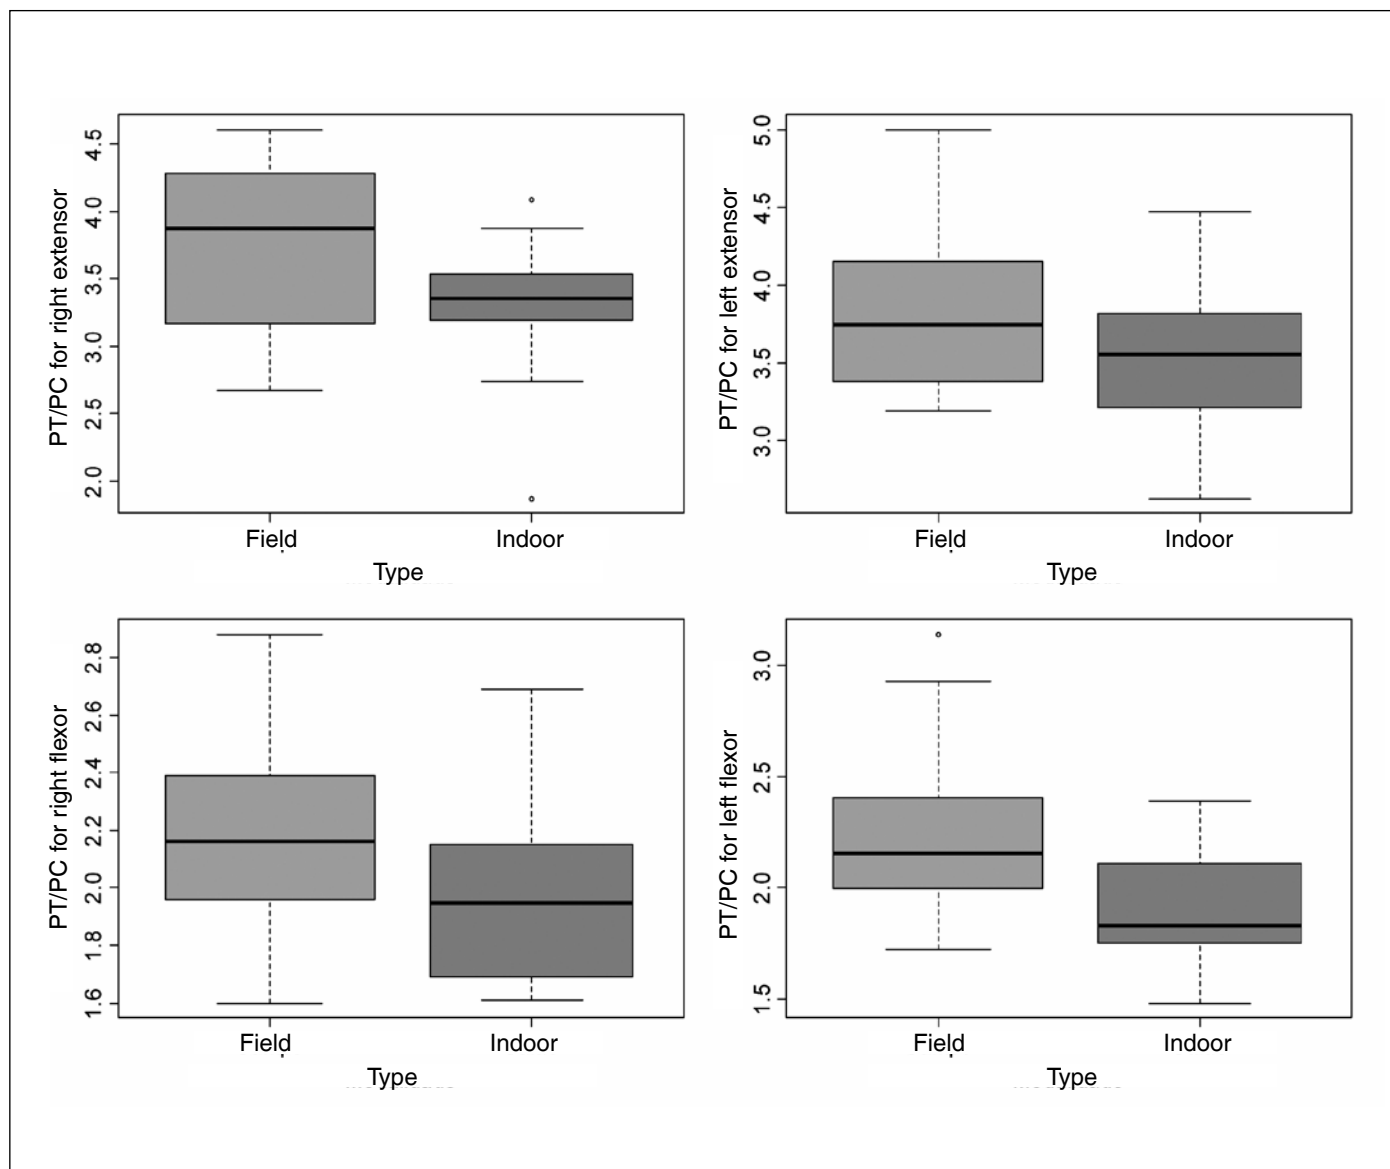 PT/PC for right extensor
4.5
4.0
3.5
3.0
2.5
2.0
Field
Indoor
Type
PT/PC for left extensor
5.0
4.5
4.0
3.5
3.0
Field
Indoor
Type
PT/PC for right flexor
2.8
2.6
2.4
2.2
2.0
1.8
1.6
Field
Indoor
Type
PT/PC for left flexor
3.0
2.5
2.0
1.5
Field
Indoor
Type